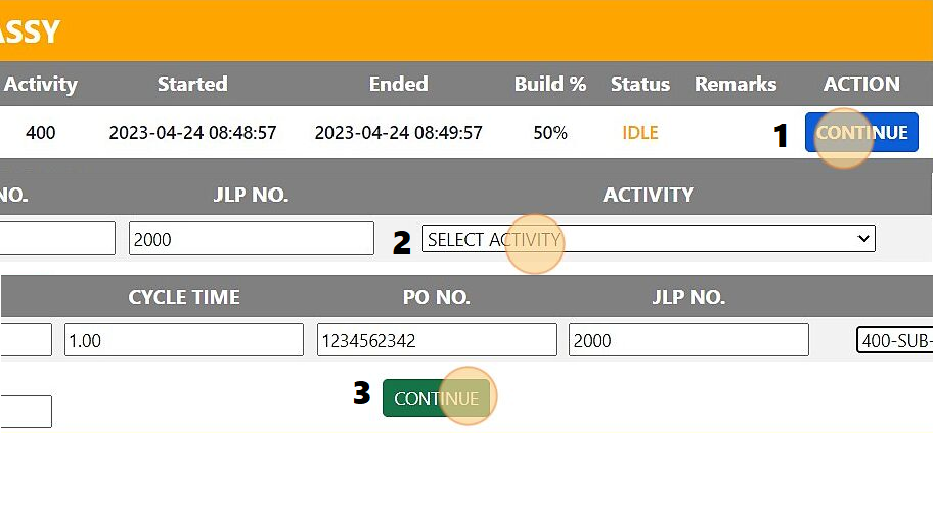 ASSY
Activity Started Ended Build % Status Remarks ACTION
400 2023-04-24 08:48:57 2023-04-24 08:49:57 50% IDLE 1 CONTINUE
NO. JLP NO. ACTIVITY
2000 2 SELECT ACTIVITY
CYCLE TIME PO NO. JLP NO.
1.00 1234562342 2000 400-SUB-
3 CONTINUE